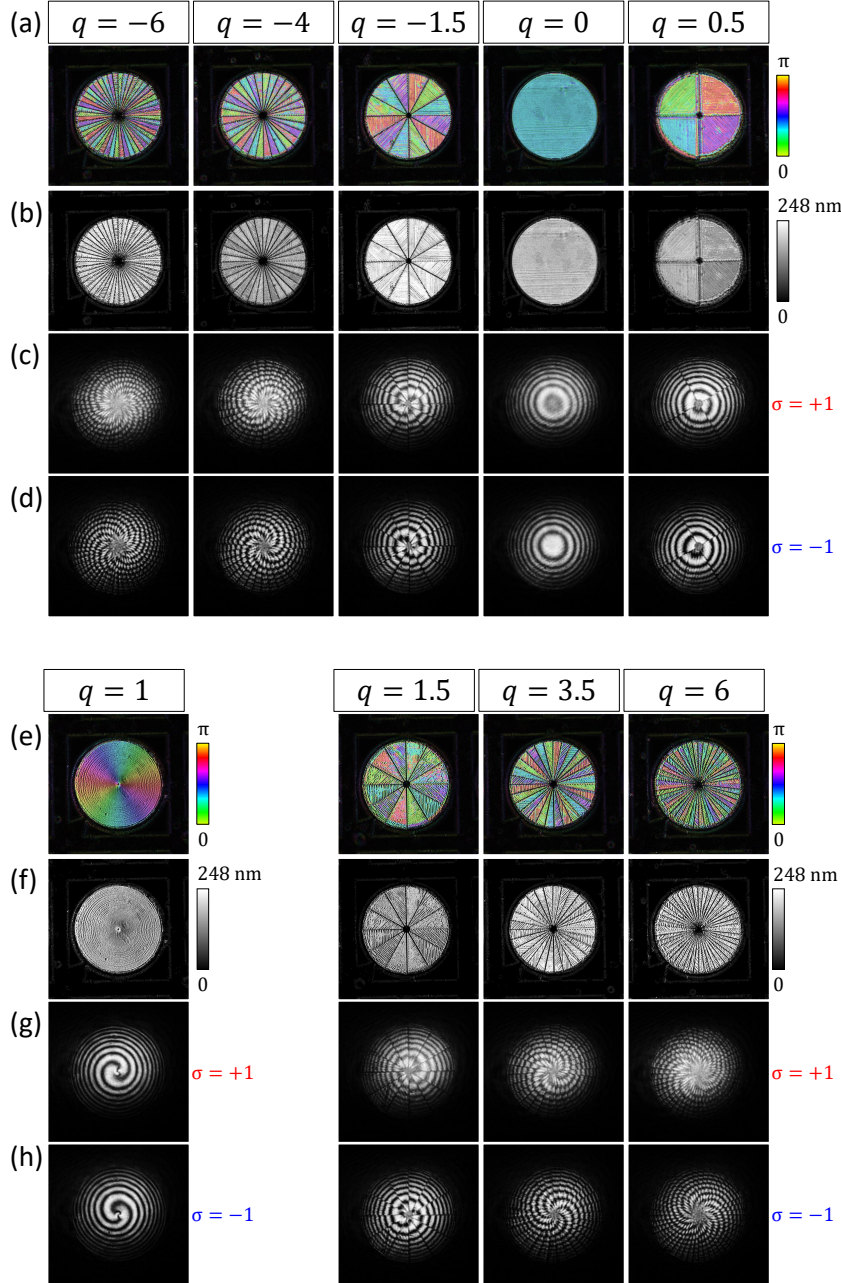 (a)
q = −6
q = −4
q = −1.5
q = 0
q = 0.5
π
0
(b)
248 nm
0
(c)
σ = +1
(d)
σ = −1
q = 1
q = 1.5
q = 3.5
q = 6
(e)
π
0
π
0
(f)
248 nm
0
248 nm
0
(g)
σ = +1
σ = +1
(h)
σ = −1
σ = −1